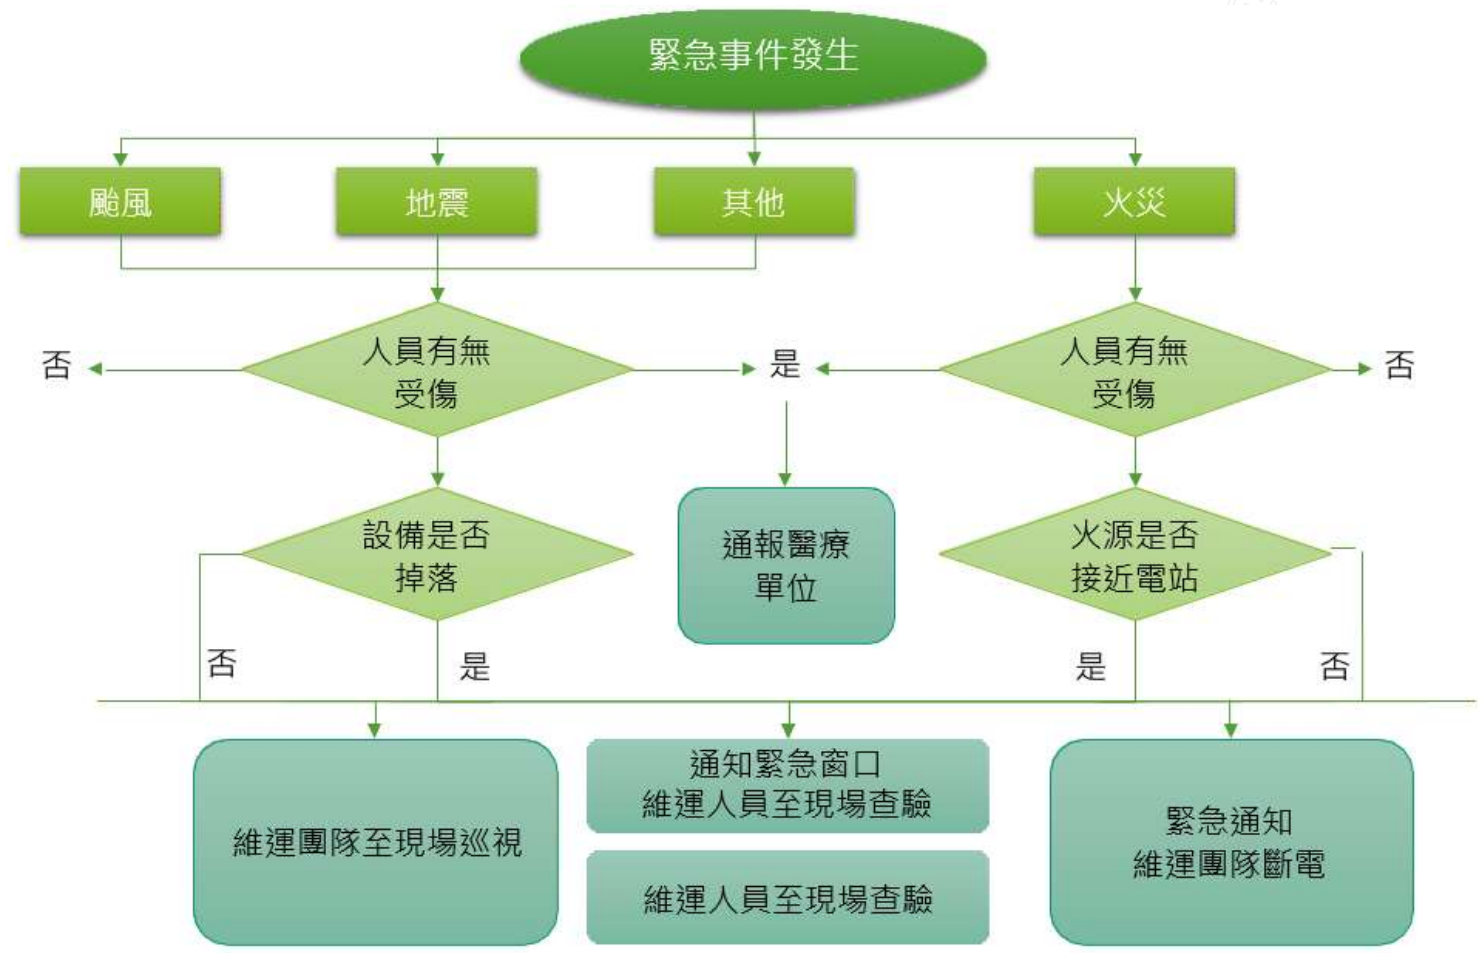 緊急事件發生
颱風
地震
其他
火災
否
人員有無
受傷
是
人員有無
受傷
否
設備是否
掉落
通報醫療
單位
火源是否
接近電站
否
是
是
否
維運團隊至現場巡視
通知緊急窗口
維運人員至現場查驗
維運人員至現場查驗
緊急通知
維運團隊斷電